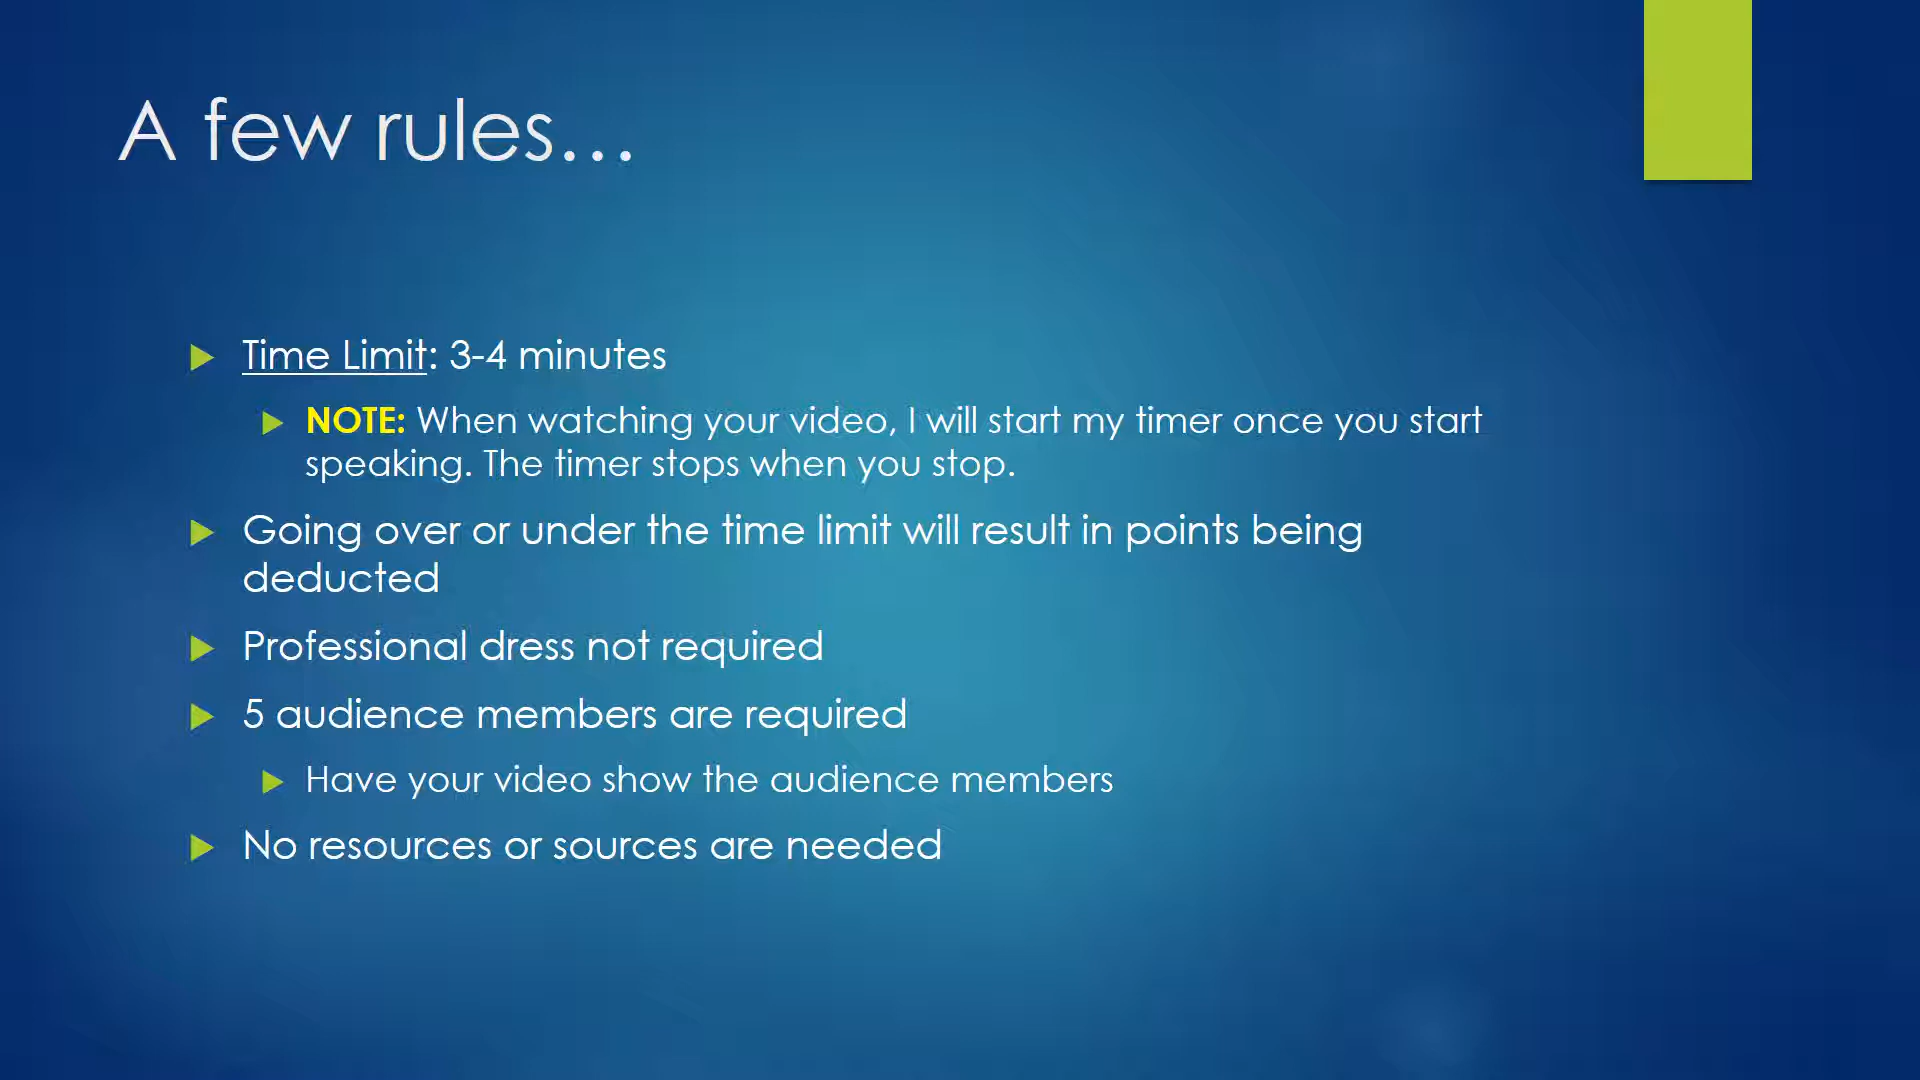 A few rules…
Time Limit: 3-4 minutes
NOTE: When watching your video, I will start my timer once you start
speaking. The timer stops when you stop.
Going over or under the time limit will result in points being
deducted
Professional dress not required
5 audience members are required
Have your video show the audience members
No resources or sources are needed